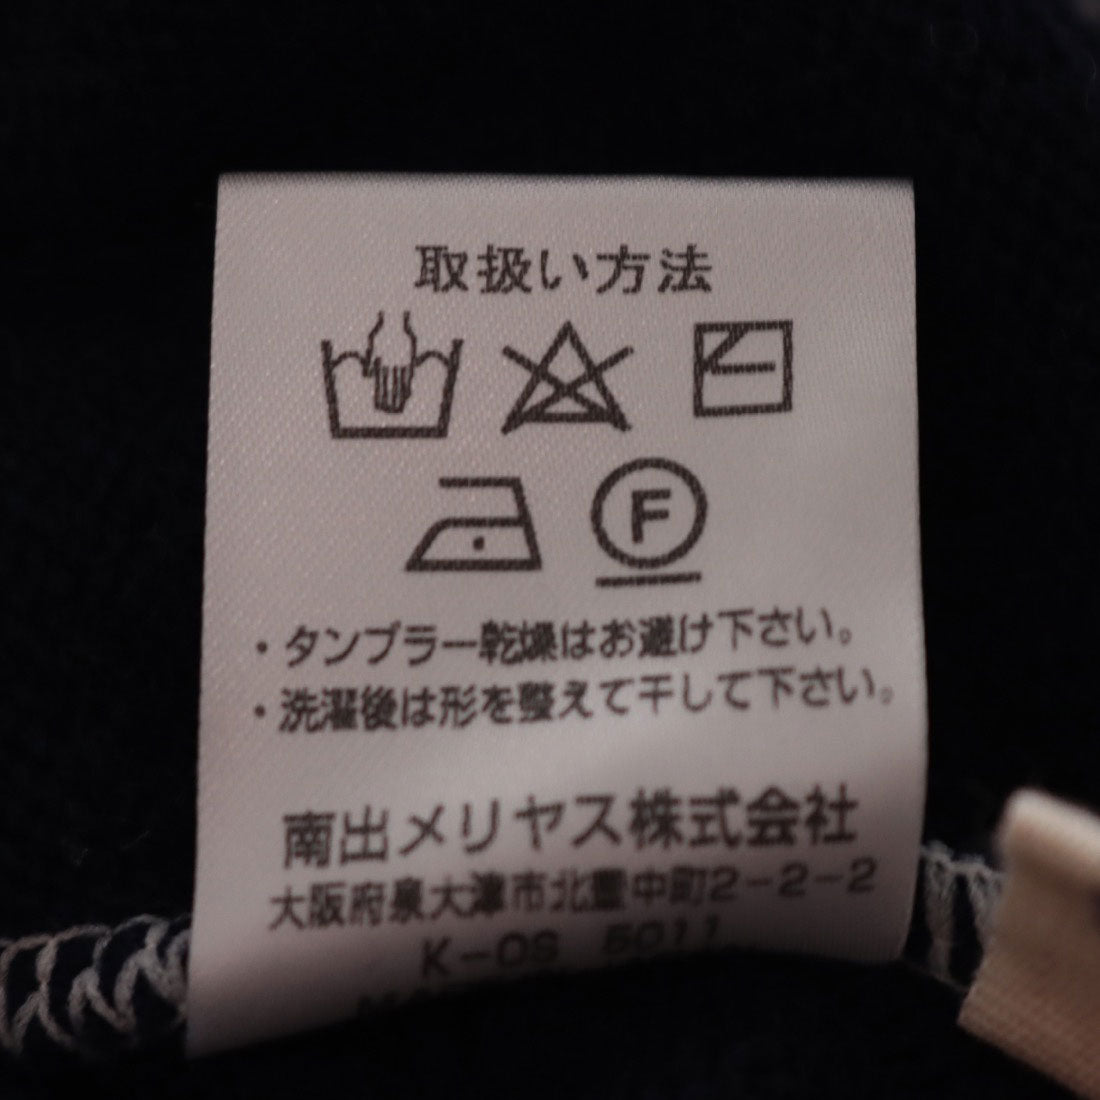 取扱い方法
F
・タンブラー乾燥はお避け下さい。
・洗濯後は形を整えて干して下さい。
南出メリヤス株式会社
大阪府泉大津市北豊中町2-2-2
K-OS 5011